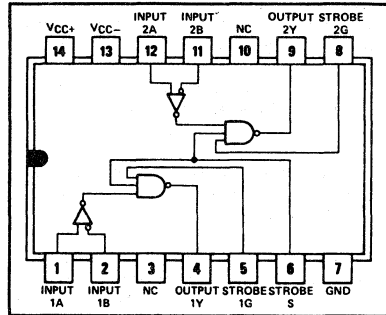 VCC+ VCC− INPUT 2A INPUT 2B NC OUTPUT 2Y STROBE 2G
14 13 12 11 10 9 8
1 2 3 4 5 6 7
INPUT 1A INPUT 1B NC OUTPUT 1Y STROBE 1G STROBE S GND